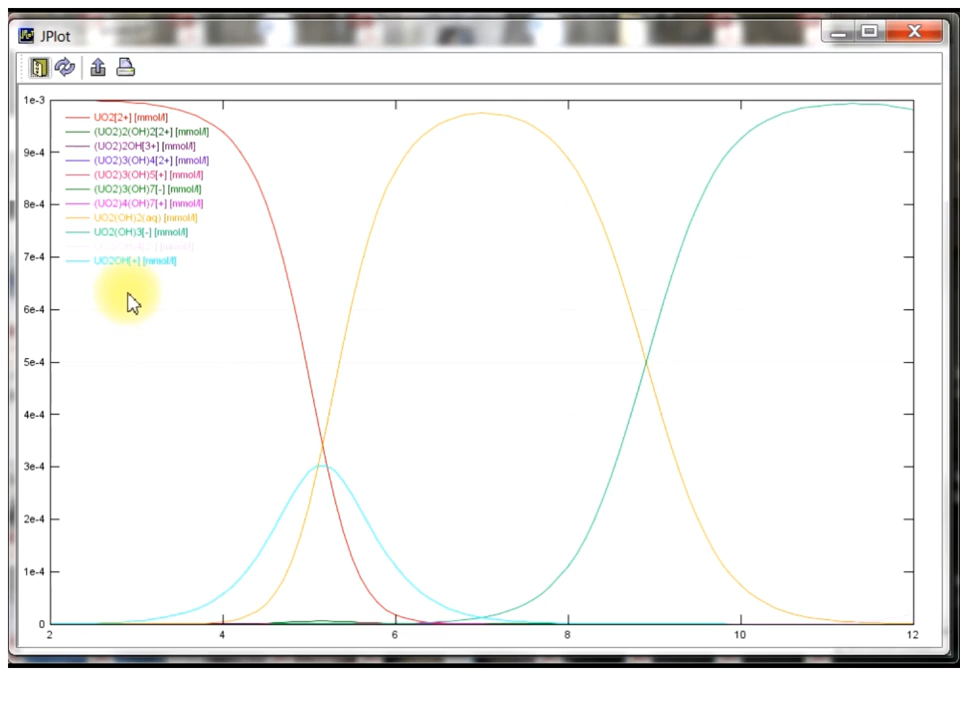 JPlot
1e-3
9e-4
8e-4
7e-4
6e-4
5e-4
4e-4
3e-4
2e-4
1e-4
0
UO2[2+] [mmol/l]
(UO2)2(OH)2[2+] [mmol/l]
(UO2)2OH[3+] [mmol/l]
(UO2)3(OH)4[2+] [mmol/l]
(UO2)3(OH)5[+] [mmol/l]
(UO2)3(OH)7[-] [mmol/l]
(UO2)4(OH)7[+] [mmol/l]
UO2(OH)2(aq) [mmol/l]
UO2(OH)3[-] [mmol/l]
[mmol/l]
UO2OH[+] [mmol/l]
2 4 6 8 10 12